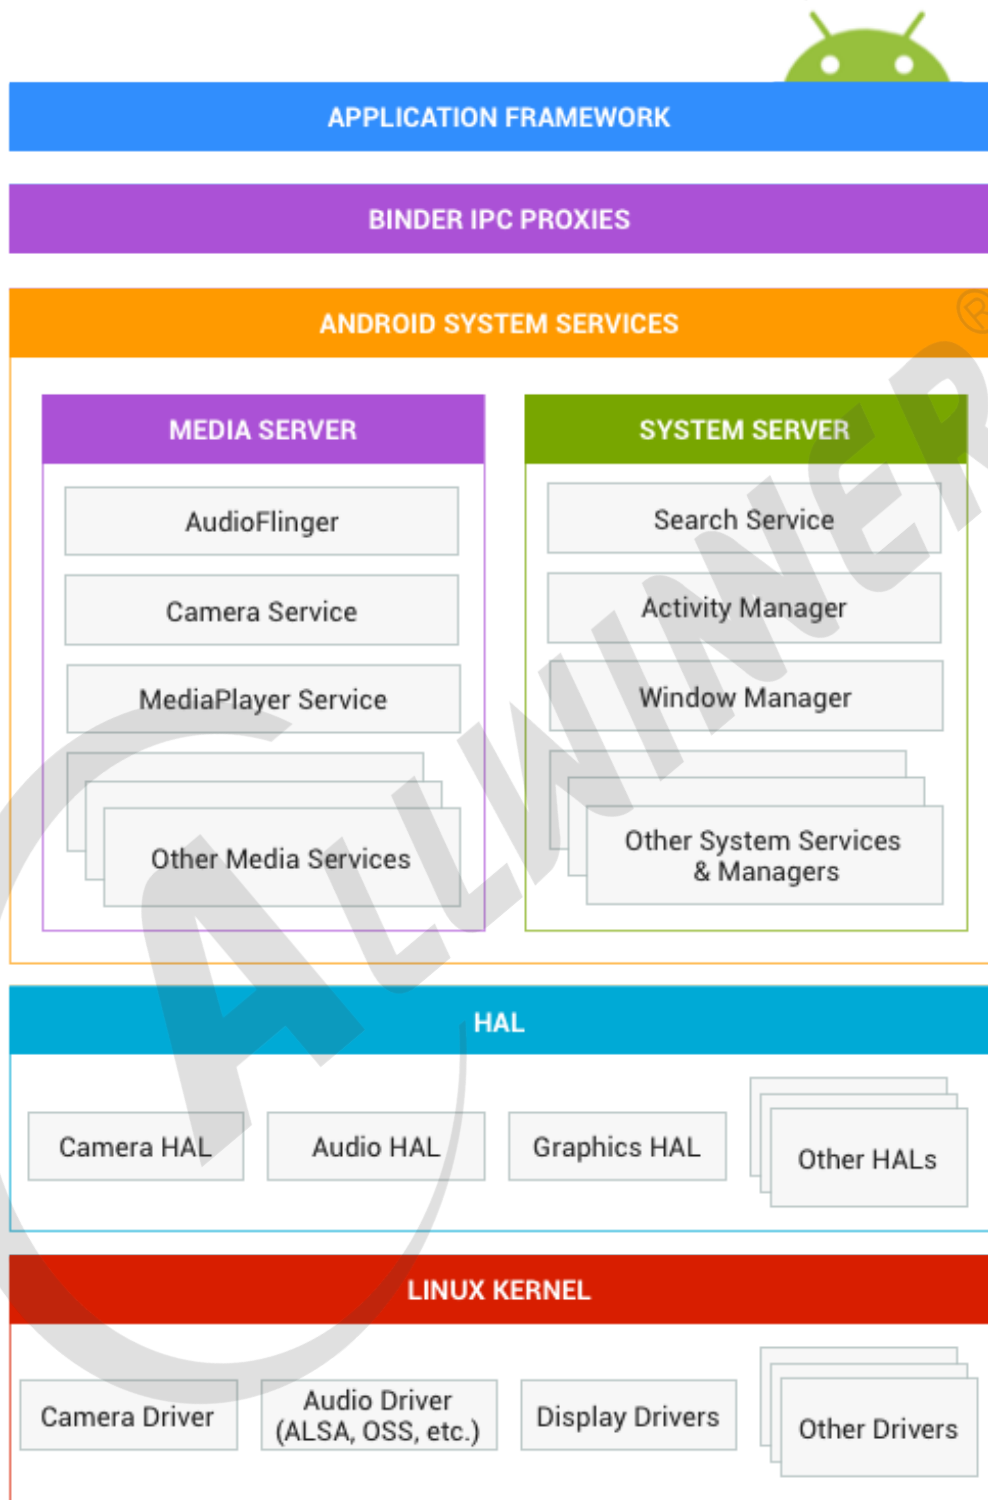 APPLICATION FRAMEWORK
BINDER IPC PROXIES
ANDROID SYSTEM SERVICES
®
MEDIA SERVER
SYSTEM SERVER
AudioFlinger
Search Service
Camera Service
Activity Manager
MediaPlayer Service
Window Manager
Other Media Services
Other System Services
& Managers
ALLWINNER
HAL
Camera HAL
Audio HAL
Graphics HAL
Other HALs
LINUX KERNEL
Camera Driver
Audio Driver
(ALSA, OSS, etc.)
Display Drivers
Other Drivers